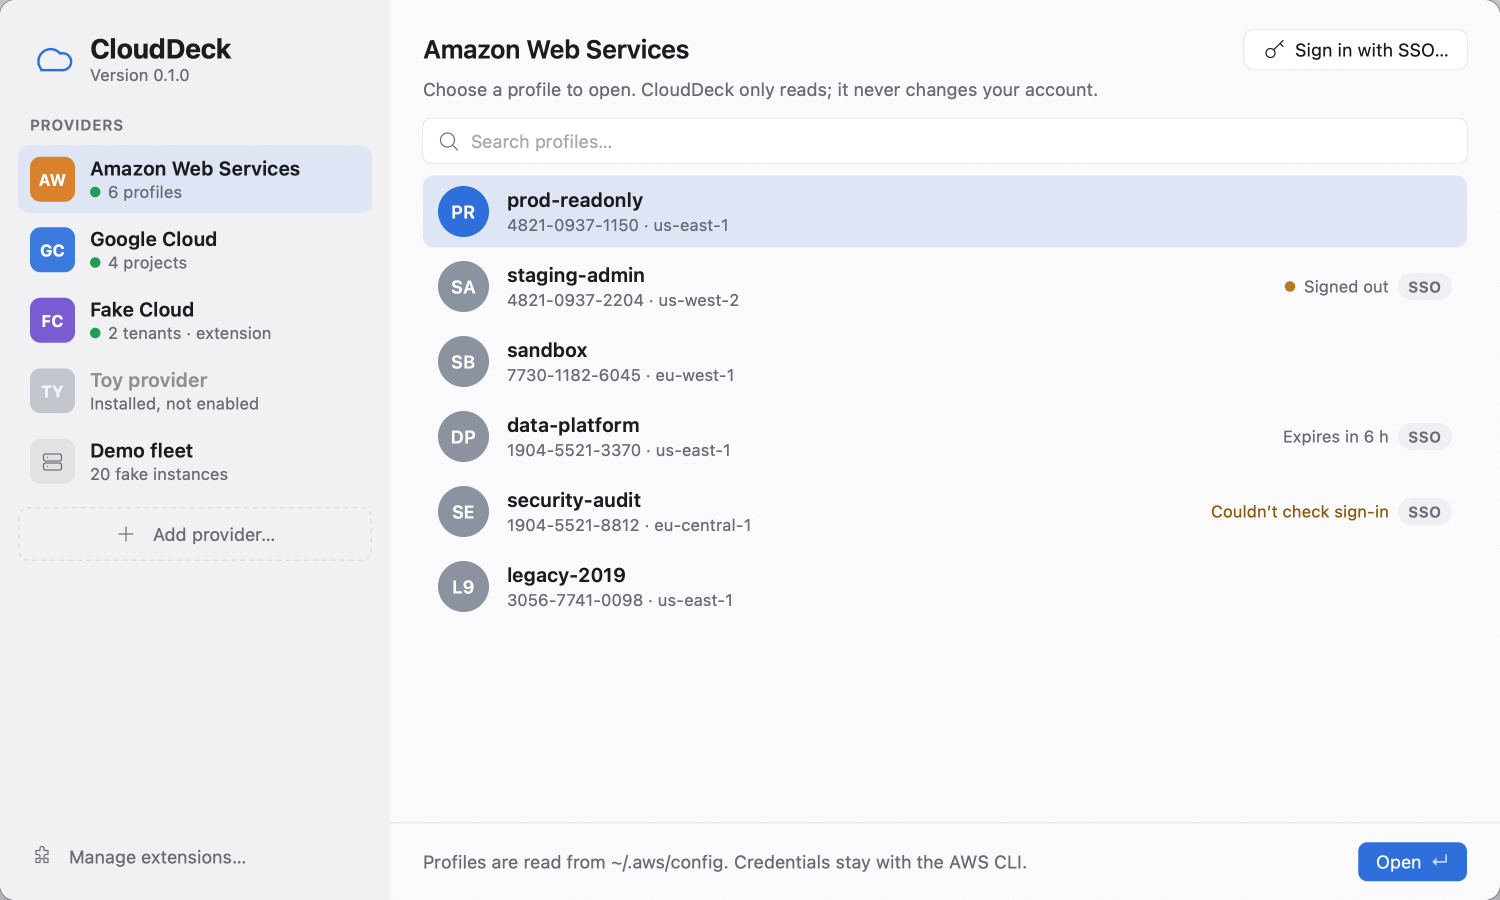 CloudDeck
Version 0.1.0
PROVIDERS
AW
Amazon Web Services
6 profiles
GC
Google Cloud
4 projects
FC
Fake Cloud
2 tenants · extension
TY
Toy provider
Installed, not enabled
Demo fleet
20 fake instances
Add provider...
Manage extensions...
Amazon Web Services
Sign in with SSO...
Choose a profile to open. CloudDeck only reads; it never changes your account.
Search profiles...
PR
prod-readonly
4821-0937-1150 · us-east-1
SA
staging-admin
4821-0937-2204 · us-west-2
Signed out SSO
SB
sandbox
7730-1182-6045 · eu-west-1
DP
data-platform
1904-5521-3370 · us-east-1
Expires in 6 h SSO
SE
security-audit
1904-5521-8812 · eu-central-1
Couldn’t check sign-in SSO
L9
legacy-2019
3056-7741-0098 · us-east-1
Profiles are read from ~/.aws/config. Credentials stay with the AWS CLI.
Open